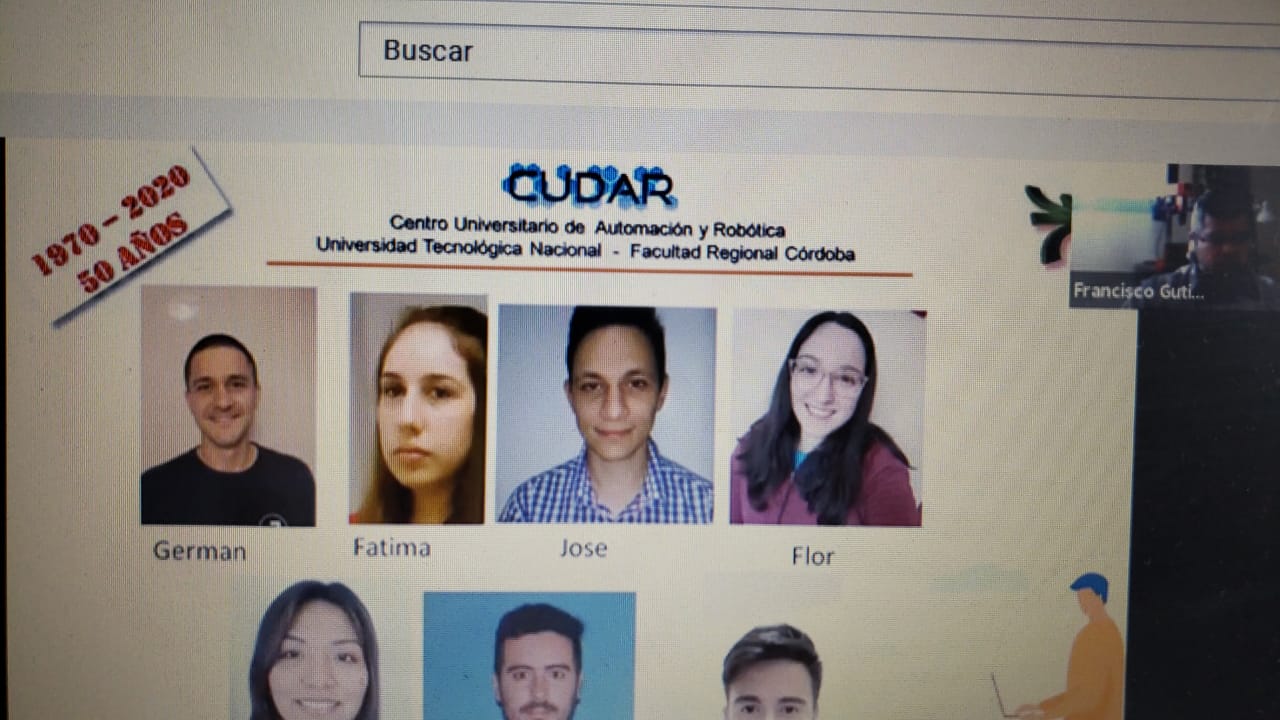 Buscar
1970 – 2020
50 AÑOS
CUDAR
Centro Universitario de Automación y Robótica
Universidad Tecnológica Nacional - Facultad Regional Córdoba
Francisco Guti...
German
Fatima
Jose
Flor